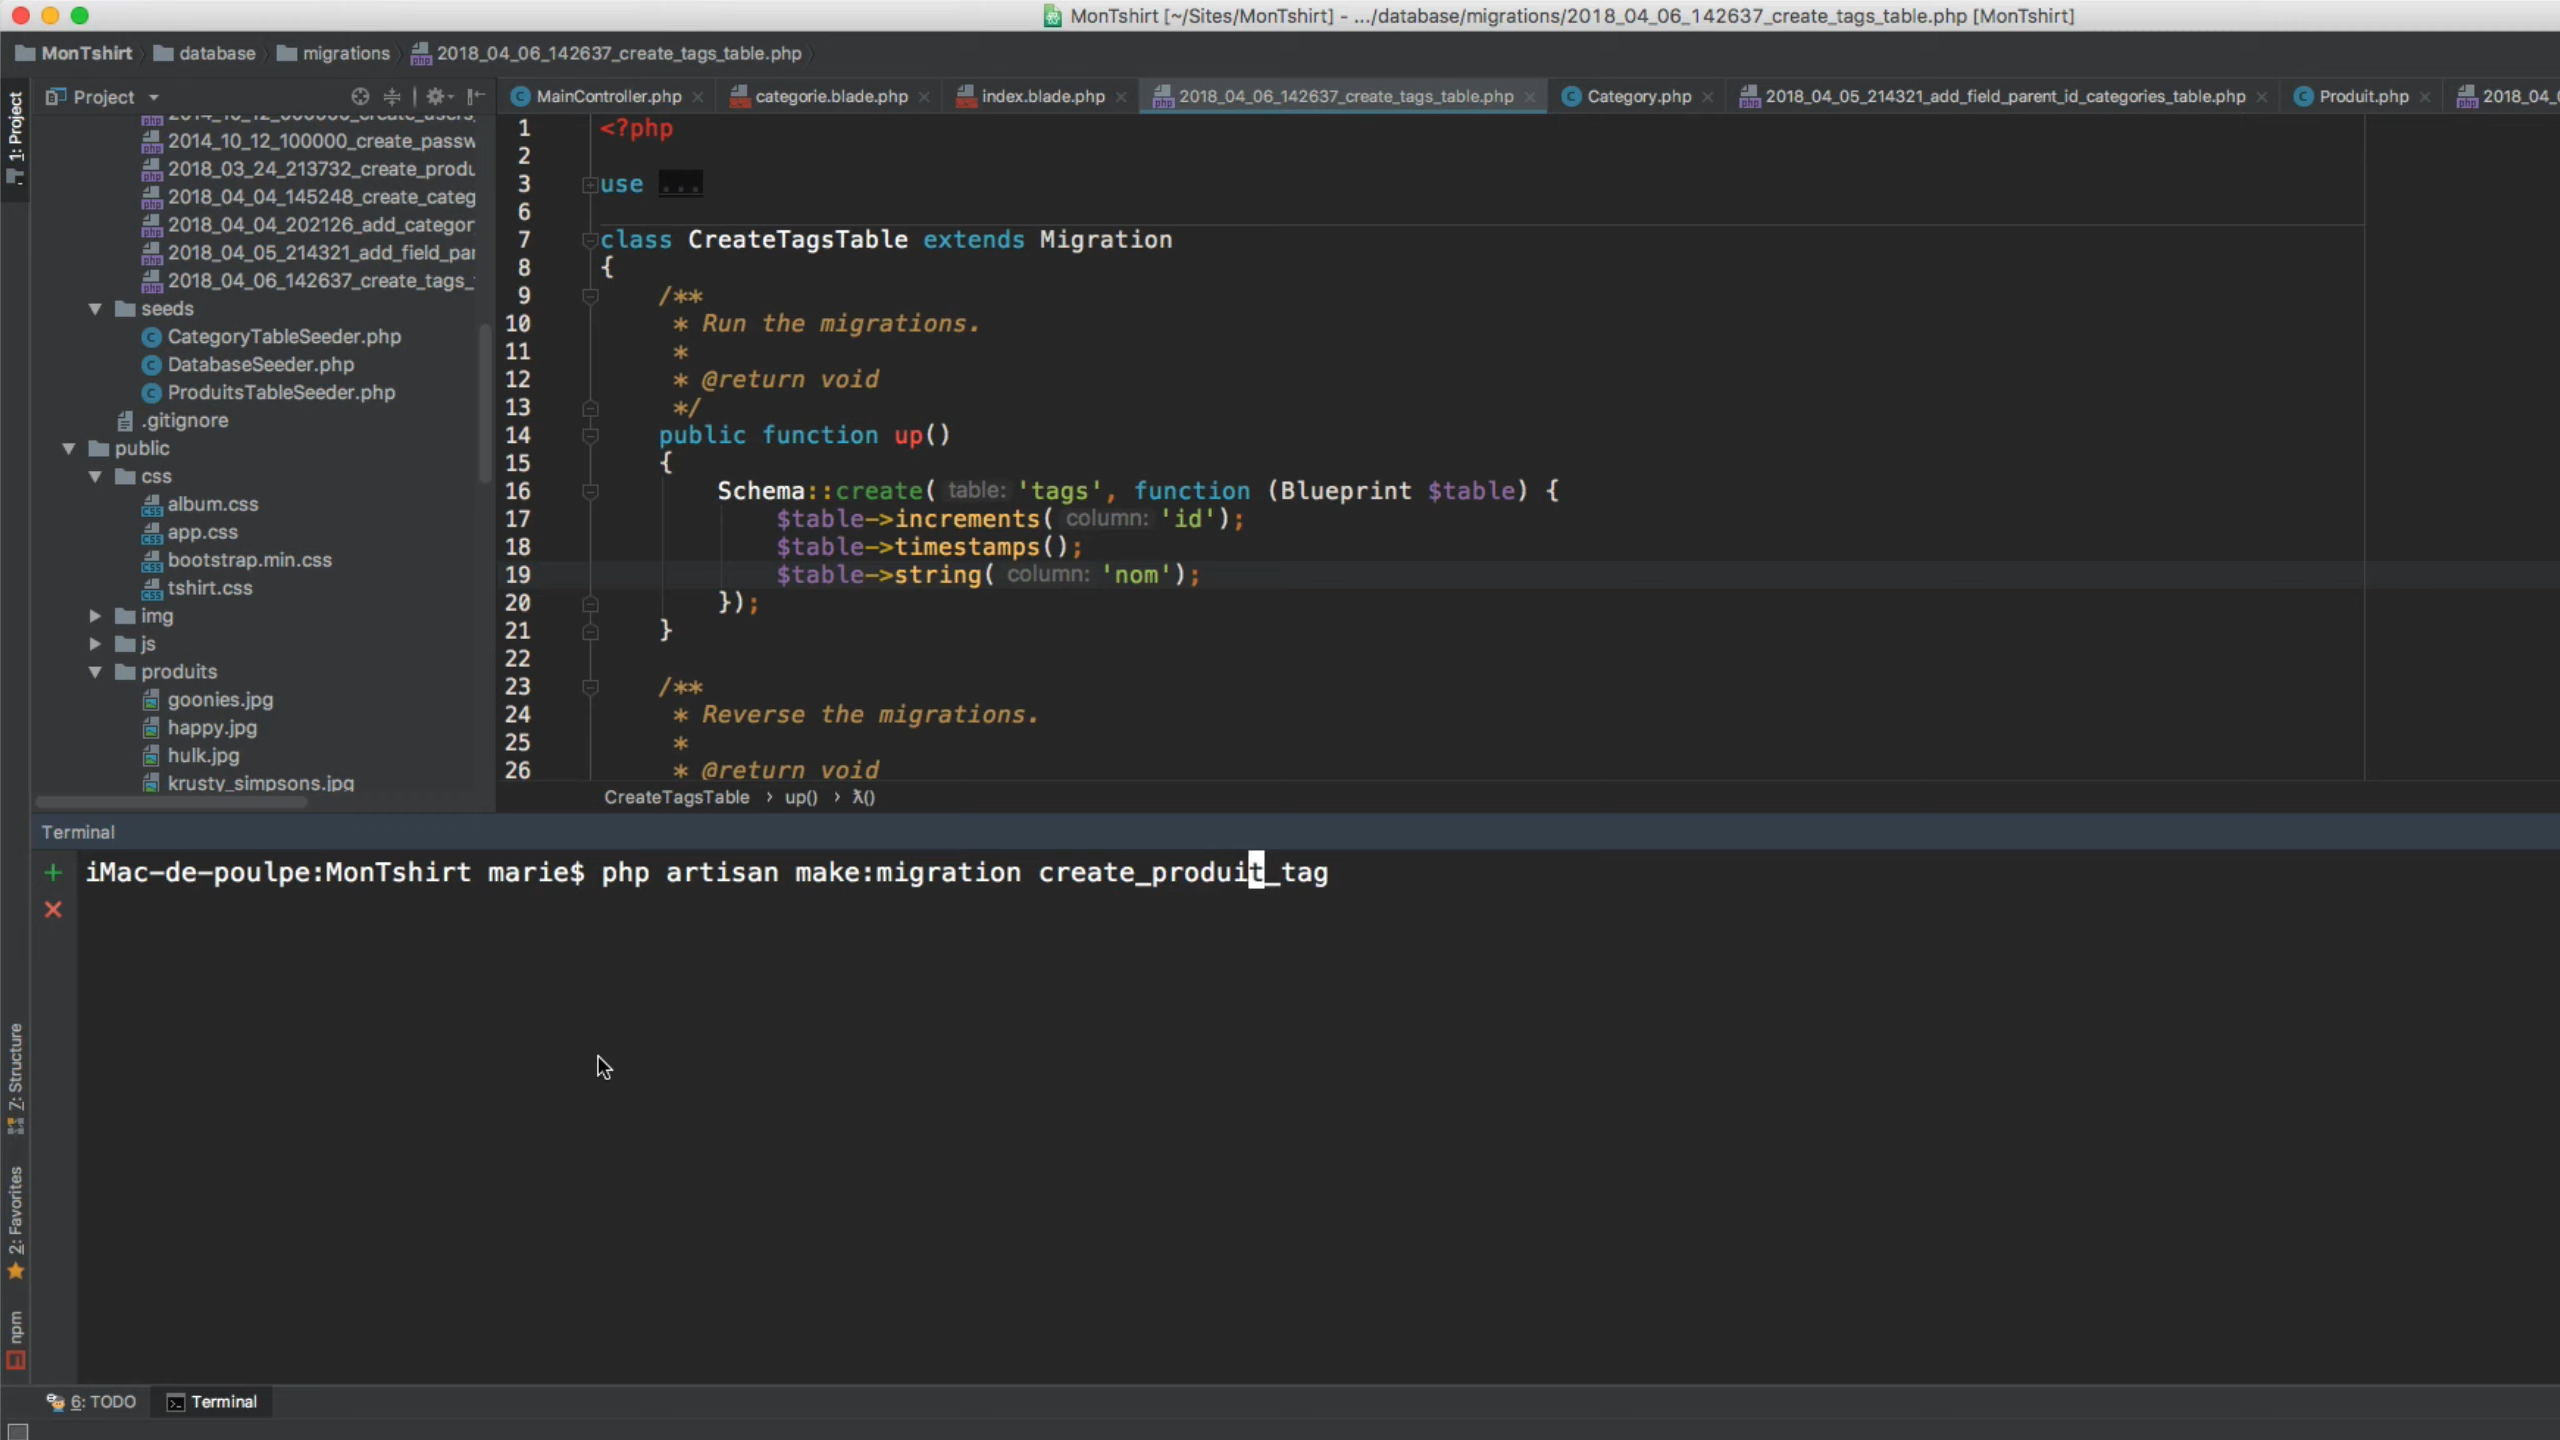 MonTshirt [~/Sites/MonTshirt] - .../database/migrations/2018_04_06_142637_create_tags_table.php [MonTshirt]
MonTshirt database migrations 2018_04_06_142637_create_tags_table.php
1: Project
Project
MainController.php categorie.blade.php index.blade.php 2018_04_06_142637_create_tags_table.php Category.php 2018_04_05_214321_add_field_parent_id_categories_table.php Produit.php 2018_04_0
2014_10_12_100000_create_passw
2018_03_24_213732_create_produ
2018_04_04_145248_create_categ
2018_04_04_202126_add_categor
2018_04_05_214321_add_field_par
2018_04_06_142637_create_tags_
seeds
CategoryTableSeeder.php
DatabaseSeeder.php
ProduitsTableSeeder.php
.gitignore
public
css
album.css
app.css
bootstrap.min.css
tshirt.css
img
js
produits
goonies.jpg
happy.jpg
hulk.jpg
krusty_simpsons.jpg
1 <?php
2
3 use ...
6
7 class CreateTagsTable extends Migration
8 {
9 /**
10 * Run the migrations.
11 *
12 * @return void
13 */
14 public function up()
15 {
16 Schema::create( table: 'tags', function (Blueprint $table) {
17 $table->increments( column: 'id');
18 $table->timestamps();
19 $table->string( column: 'nom');
20 });
21 }
22
23 /**
24 * Reverse the migrations.
25 *
26 * @return void
CreateTagsTable › up() › λ()
Terminal
iMac-de-poulpe:MonTshirt marie$ php artisan make:migration create_produit_tag
7: Structure
2: Favorites
npm
6: TODO Terminal